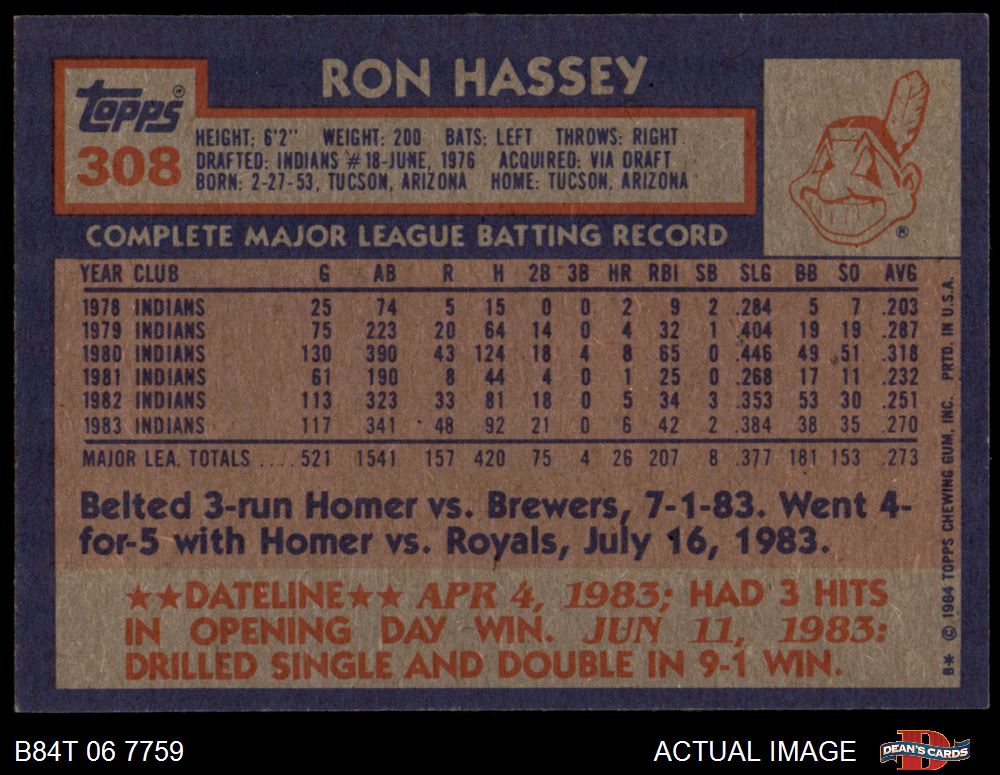 RON HASSEY
TOPPS®
308
HEIGHT: 6'2" WEIGHT: 200 BATS: LEFT THROWS: RIGHT
DRAFTED: INDIANS #18-JUNE, 1976 ACQUIRED: VIA DRAFT
BORN: 2-27-53, TUCSON, ARIZONA HOME: TUCSON, ARIZONA
®
COMPLETE MAJOR LEAGUE BATTING RECORD
YEAR CLUB G AB R H 2B 3B HR RBI SB SLG BB SO AVG
1978 INDIANS 25 74 5 15 0 0 2 9 2 .284 5 7 .203
1979 INDIANS 75 223 20 64 14 0 4 32 1 .404 19 19 .287
1980 INDIANS 130 390 43 124 18 4 8 65 0 .446 49 51 .318
1981 INDIANS 61 190 8 44 4 0 1 25 0 .268 17 11 .232
1982 INDIANS 113 323 33 81 18 0 5 34 3 .353 53 30 .251
1983 INDIANS 117 341 48 92 21 0 6 42 2 .384 38 35 .270
MAJOR LEA. TOTALS .... 521 1541 157 420 75 4 26 207 8 .377 181 153 .273
Belted 3-run Homer vs. Brewers, 7-1-83. Went 4-
for-5 with Homer vs. Royals, July 16, 1983.
★★DATELINE★★ APR 4, 1983; HAD 3 HITS
IN OPENING DAY WIN. JUN 11, 1983:
DRILLED SINGLE AND DOUBLE IN 9-1 WIN.
B* © 1984 TOPPS CHEWING GUM, INC. PRTD. IN U.S.A.
B84T 06 7759
ACTUAL IMAGE
DEAN'S CARDS